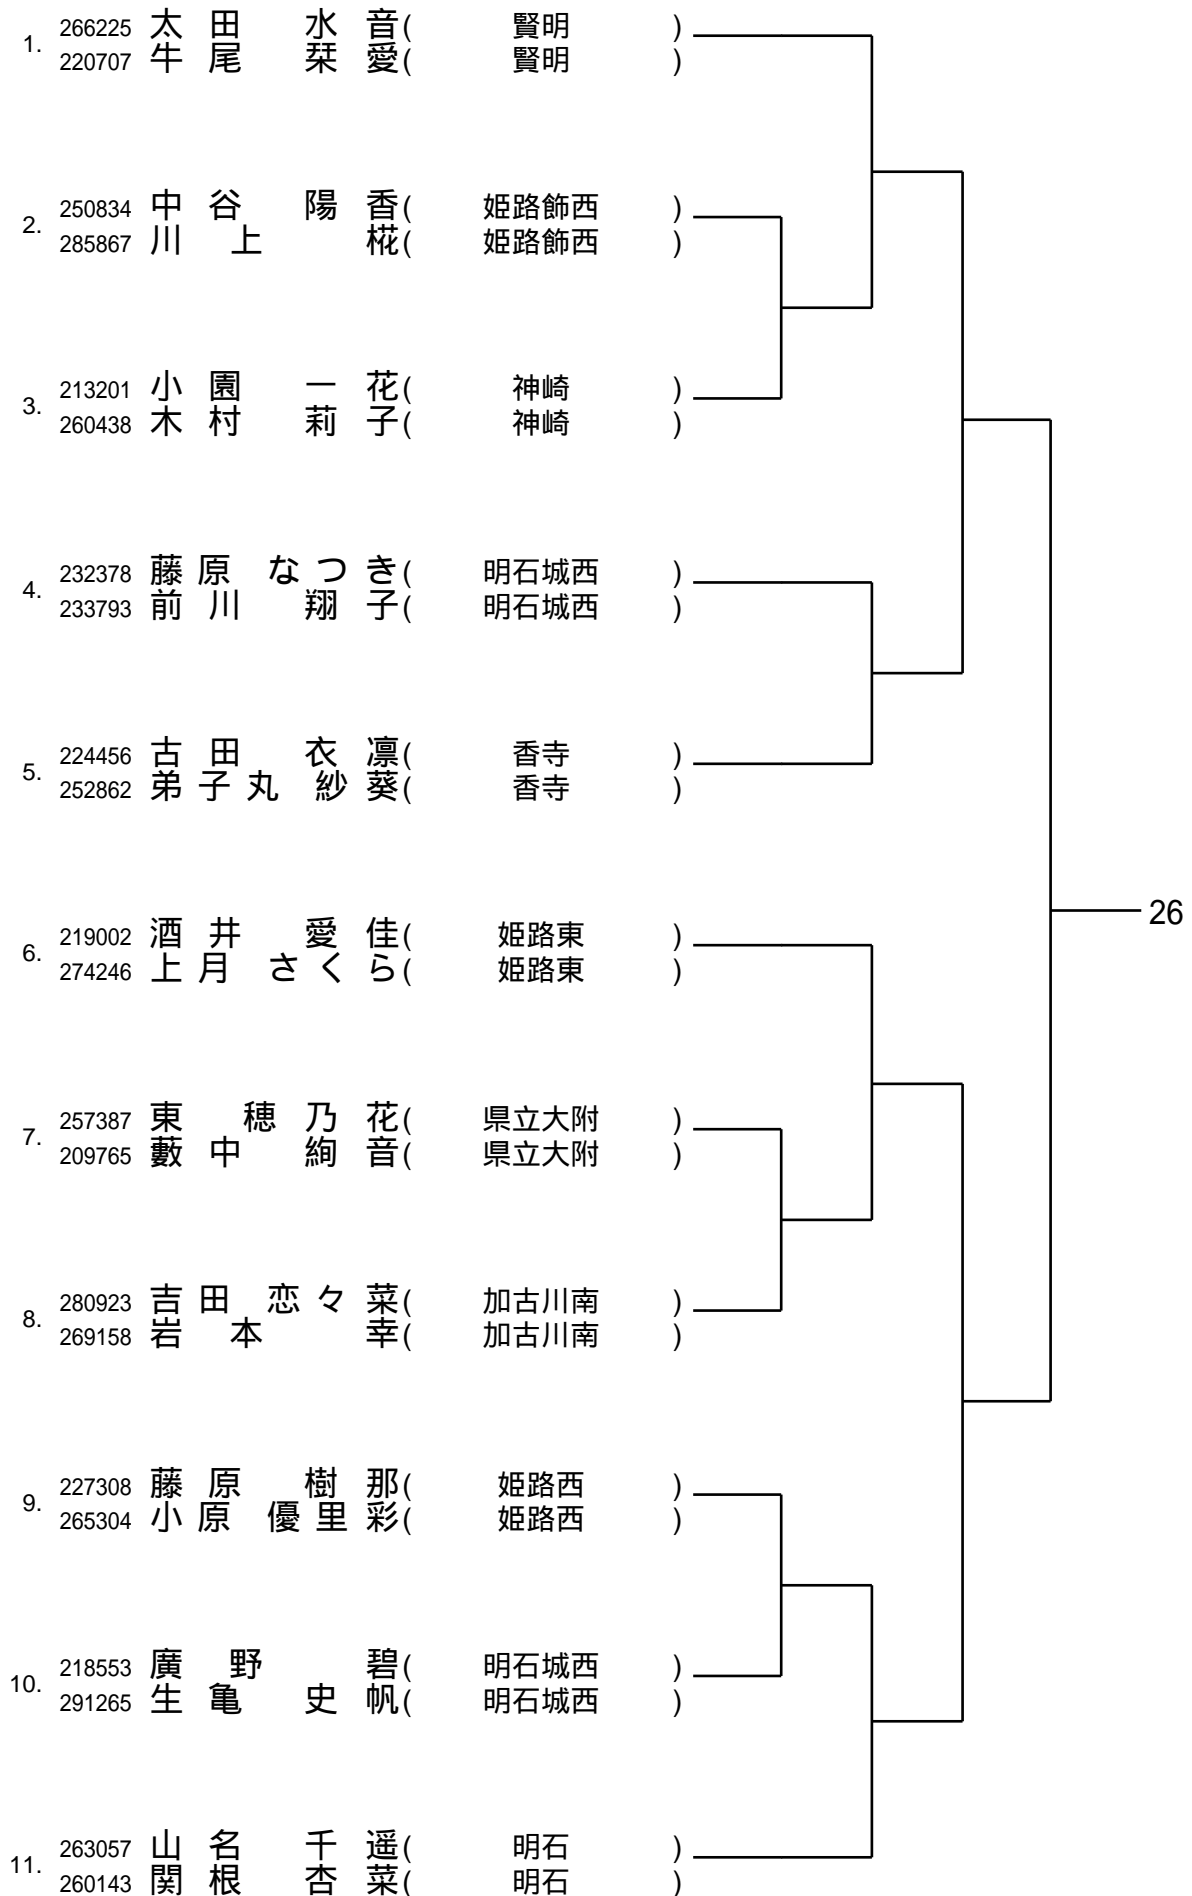 1. 266225 太田 水音(賢明)
220707 牛尾 栞愛(賢明)
2. 250834 中谷 陽香(姫路飾西)
285867 川上 椛(姫路飾西)
3. 213201 小園 一花(神崎)
260438 木村 莉子(神崎)
4. 232378 藤原 なつき(明石城西)
233793 前川 翔子(明石城西)
5. 224456 古田 衣凛(香寺)
252862 弟子丸 紗葵(香寺)
26
6. 219002 酒井 愛佳(姫路東)
274246 上月 さくら(姫路東)
7. 257387 東 穂乃花(県立大附)
209765 藪中 絢音(県立大附)
8. 280923 吉田 恋々菜(加古川南)
269158 岩本 幸(加古川南)
9. 227308 藤原 樹那(姫路西)
265304 小原 優里彩(姫路西)
10. 218553 廣野 碧(明石城西)
291265 生亀 史帆(明石城西)
11. 263057 山名 千遥(明石)
260143 関根 杏菜(明石)